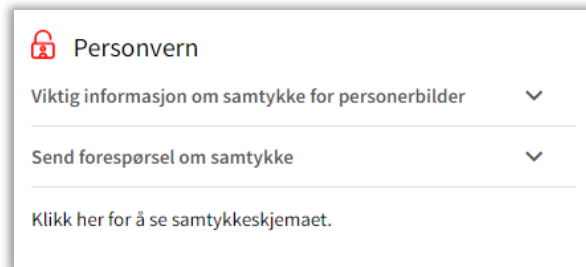 Personvern
Viktig informasjon om samtykke for personerbilder
Send forespørsel om samtykke
Klikk her for å se samtykkeskjemaet.